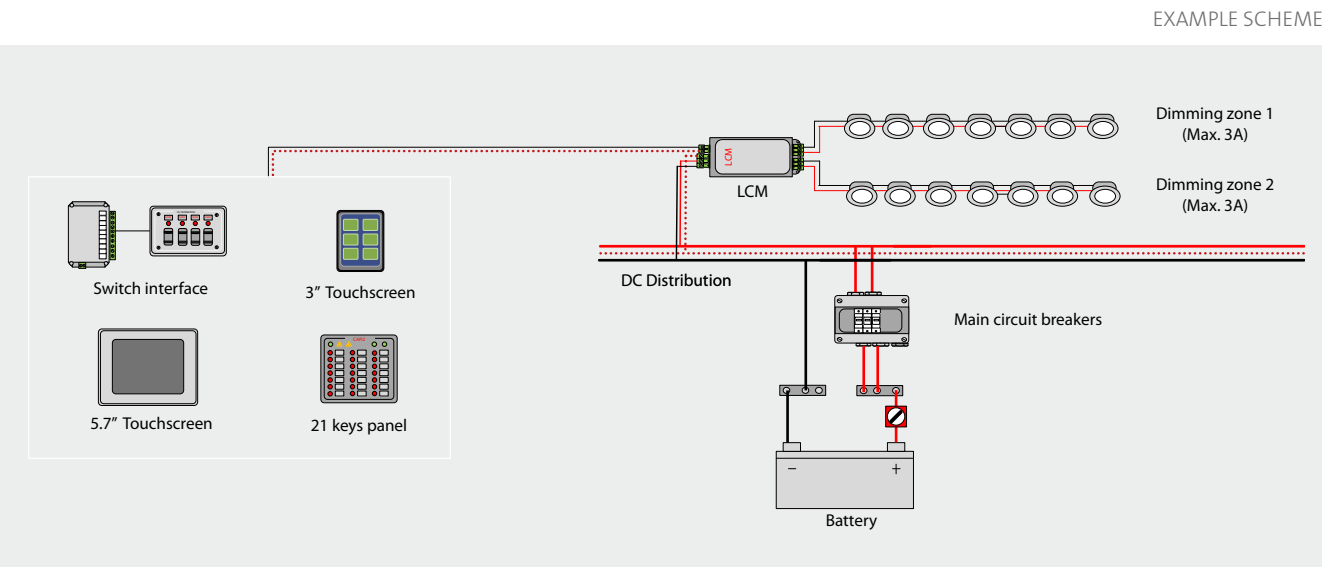 EXAMPLE SCHEME
Dimming zone 1
(Max. 3A)
LCM
LCM
Dimming zone 2
(Max. 3A)
DC Distribution
Switch interface
3” Touchscreen
Main circuit breakers
5.7” Touchscreen
21 keys panel
– +
Battery